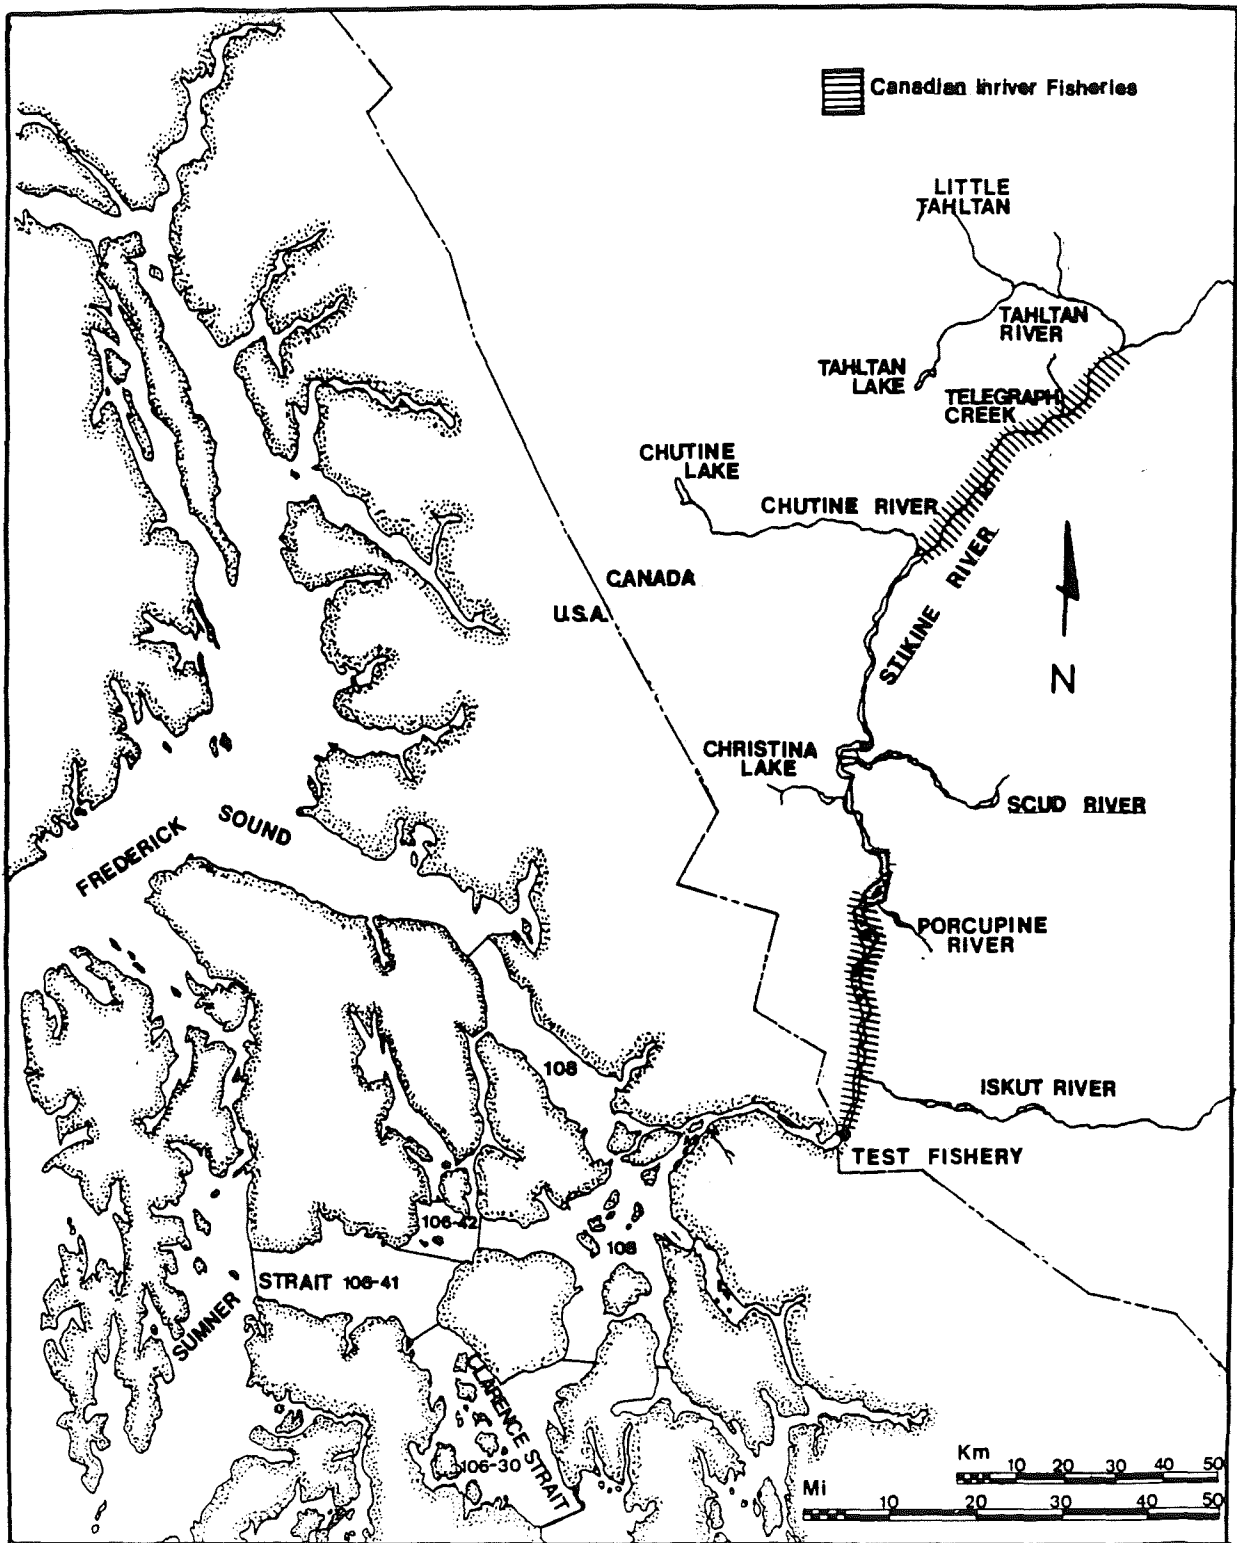 Canadian Inriver Fisheries
LITTLE
TAHLTAN
TAHLTAN
RIVER
TAHLTAN
LAKE
TELEGRAPH
CREEK
CHUTINE
LAKE
CHUTINE RIVER
STIKINE RIVER
CANADA
U.S.A.
N
CHRISTINA
LAKE
SCUD RIVER
FREDERICK SOUND
PORCUPINE
RIVER
108
ISKUT RIVER
TEST FISHERY
106-42
108
STRAIT 106-41
SUMNER
CLARENCE STRAIT
106-30
Km 10 20 30 40 50
Mi
10 20 30 40 50